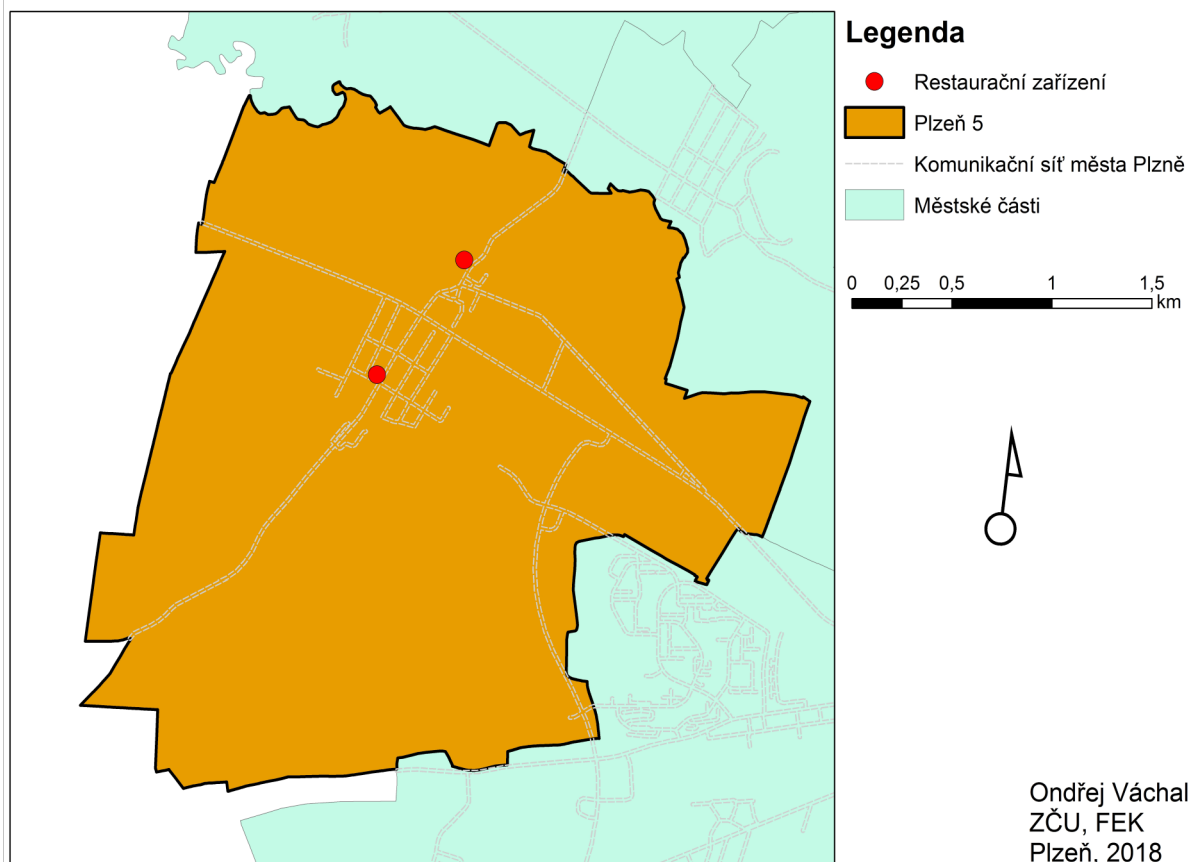 Legenda
Restaurační zařízení
Plzeň 5
Komunikační síť města Plzně
Městské části
0 0,25 0,5 1 1,5
km
Ondřej Váchal
ZČU, FEK
Plzeň, 2018